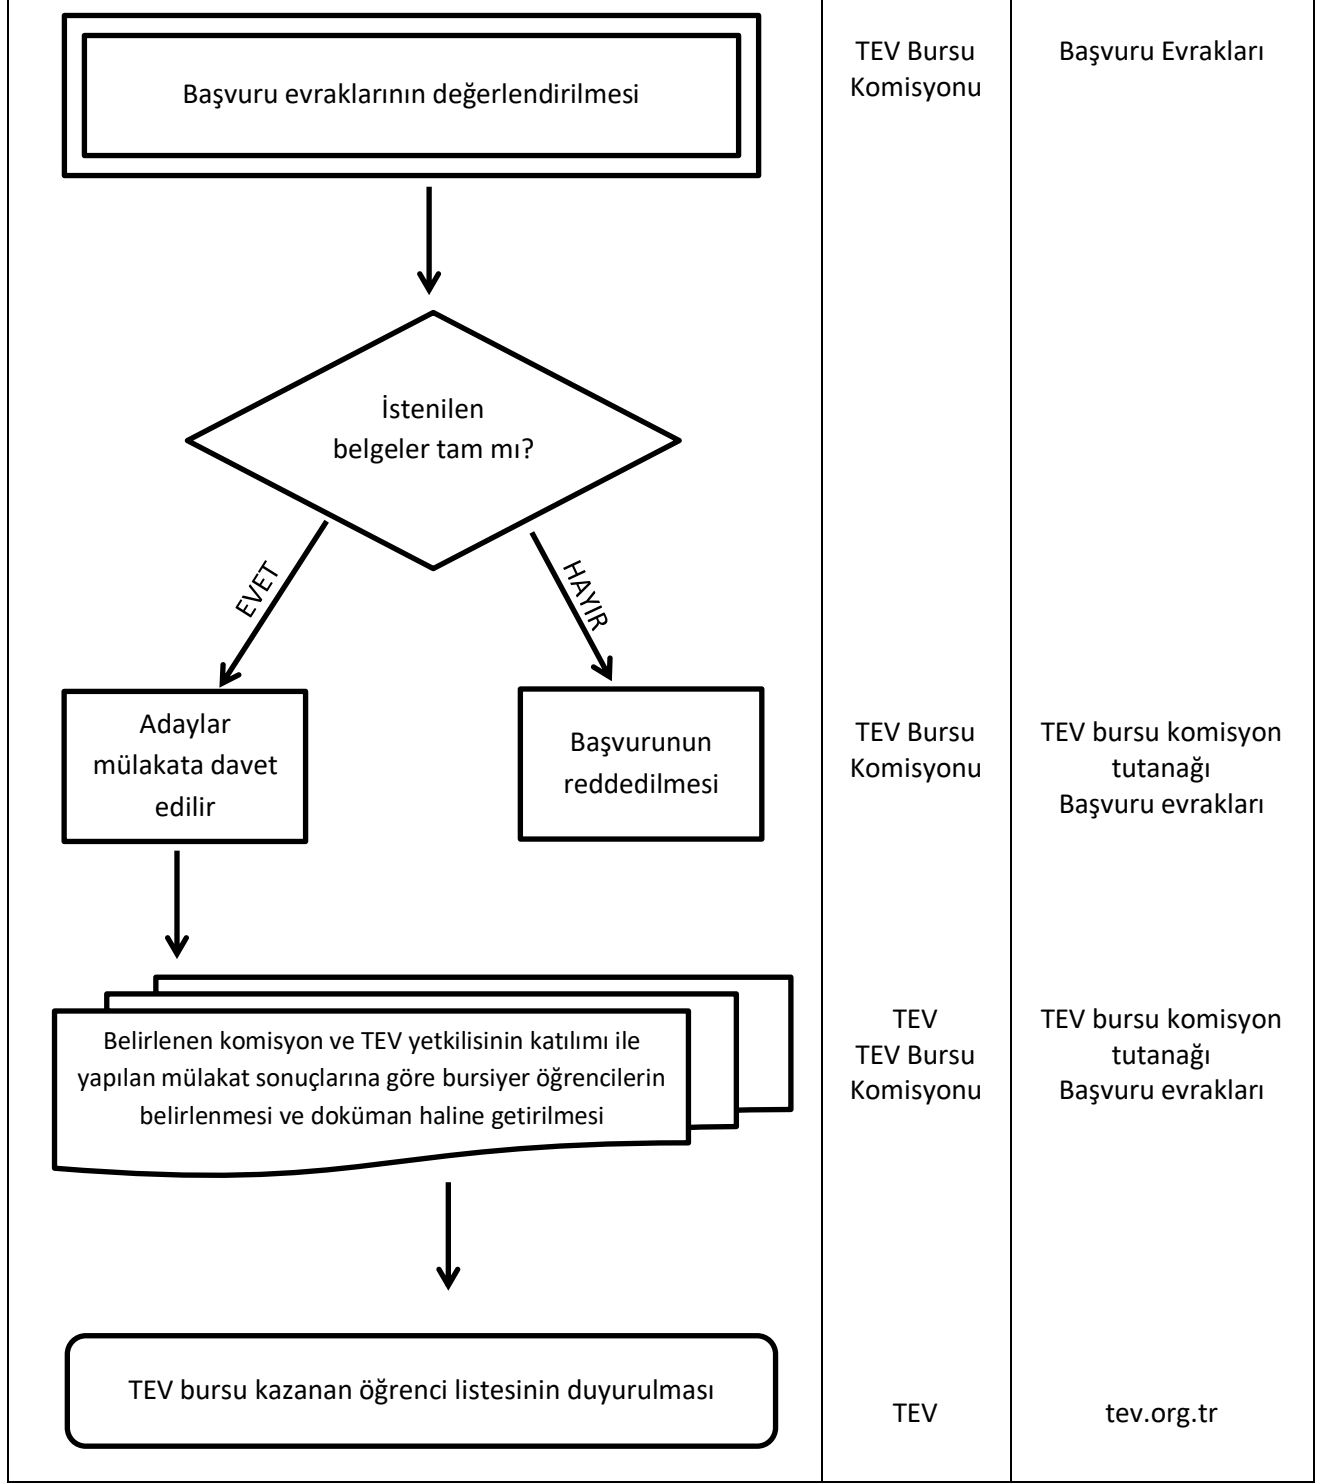 Başvuru evraklarının değerlendirilmesi
TEV Bursu
Komisyonu
Başvuru Evrakları
İstenilen
belgeler tam mı?
EVET
HAYIR
Adaylar
mülakata davet
edilir
Başvurunun
reddedilmesi
TEV Bursu
Komisyonu
TEV bursu komisyon
tutanağı
Başvuru evrakları
Belirlenen komisyon ve TEV yetkilisinin katılımı ile
yapılan mülakat sonuçlarına göre bursiyer öğrencilerin
belirlenmesi ve doküman haline getirilmesi
TEV
TEV Bursu
Komisyonu
TEV bursu komisyon
tutanağı
Başvuru evrakları
TEV bursu kazanan öğrenci listesinin duyurulması
TEV
tev.org.tr